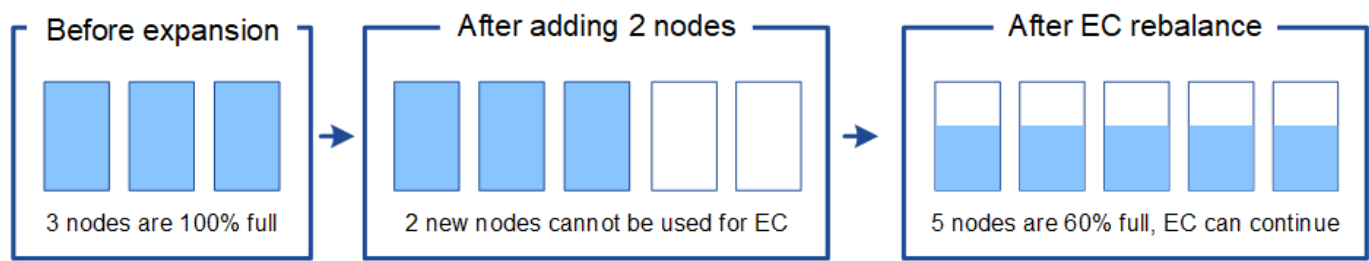 Before expansion
3 nodes are 100% full
After adding 2 nodes
2 new nodes cannot be used for EC
After EC rebalance
5 nodes are 60% full, EC can continue